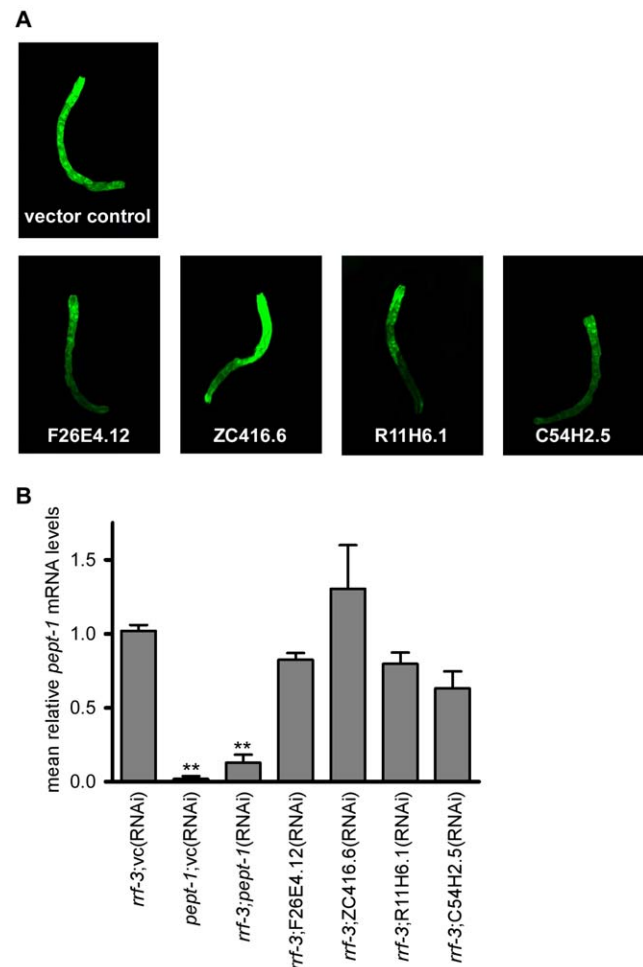 A
vector control
F26E4.12
ZC416.6
R11H6.1
C54H2.5
B
mean relative pept-1 mRNA levels
1.5
1.0
0.5
0.0
**
**
rrf-3;vc(RNAi)
pept-1;vc(RNAi)
rrf-3;pept-1(RNAi)
rrf-3;F26E4.12(RNAi)
rrf-3;ZC416.6(RNAi)
rrf-3;R11H6.1(RNAi)
rrf-3;C54H2.5(RNAi)